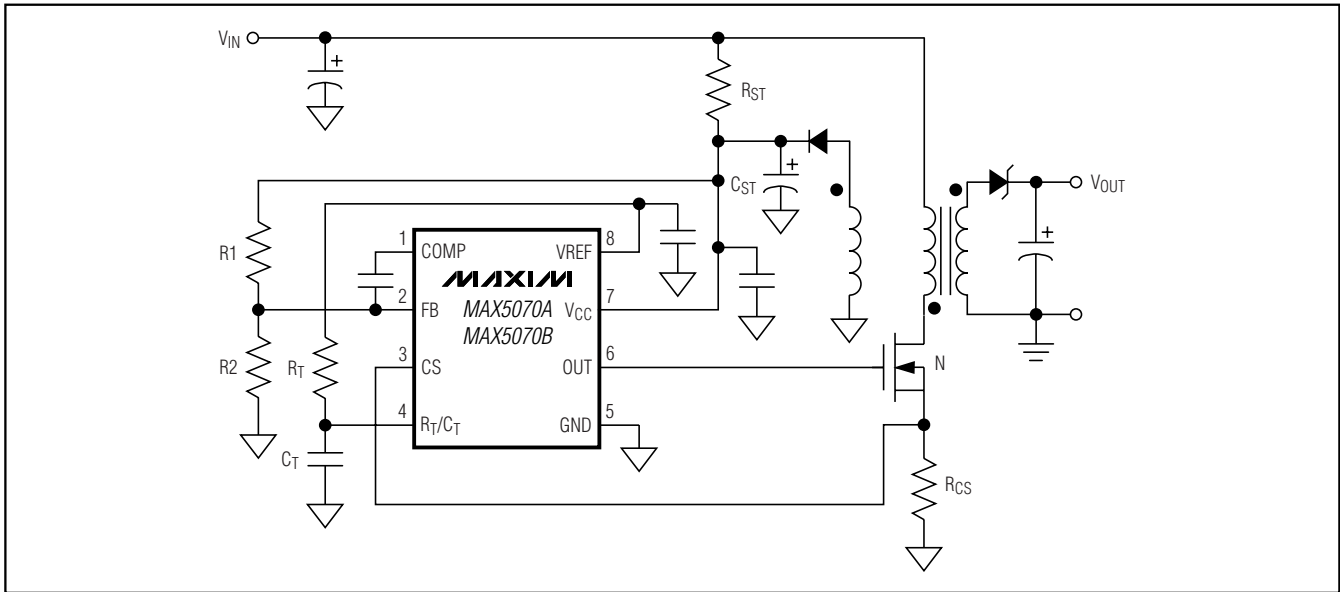 VIN
+
RST
+
CST
VOUT
+
R1
R2
RT
CT
1
COMP
2
FB
3
CS
4
RT/CT
MAXIM
MAX5070A
MAX5070B
8
VREF
7
VCC
6
OUT
5
GND
N
RCS